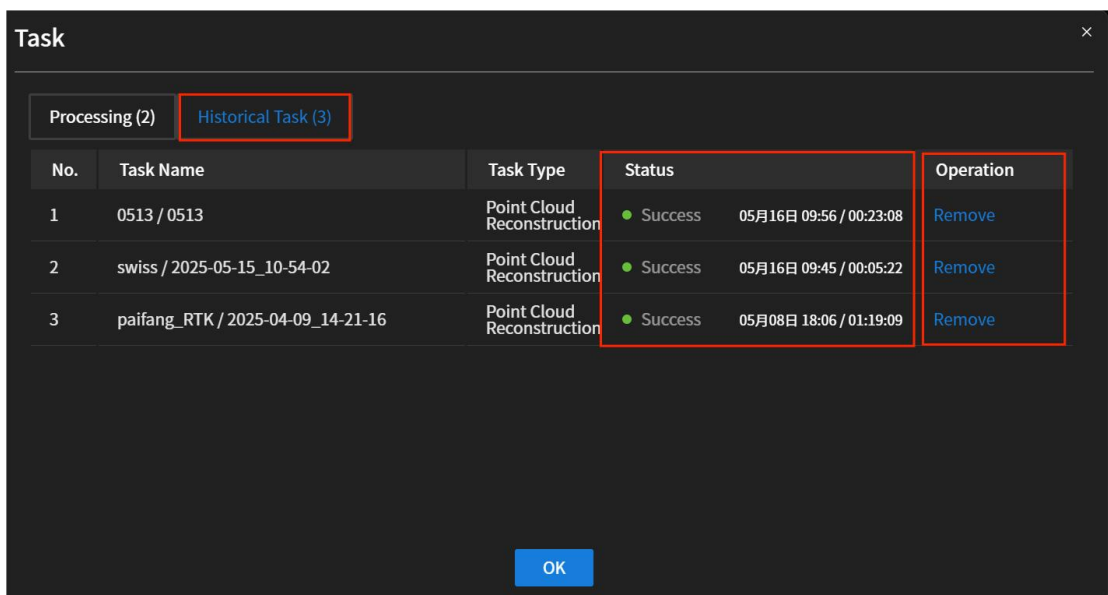 Task
×
Processing (2) Historical Task (3)
No. Task Name Task Type Status Operation
1 0513 / 0513 Point Cloud Reconstruction Success 05月16日 09:56 / 00:23:08 Remove
2 swiss / 2025-05-15_10-54-02 Point Cloud Reconstruction Success 05月16日 09:45 / 00:05:22 Remove
3 paifang_RTK / 2025-04-09_14-21-16 Point Cloud Reconstruction Success 05月08日 18:06 / 01:19:09 Remove
OK